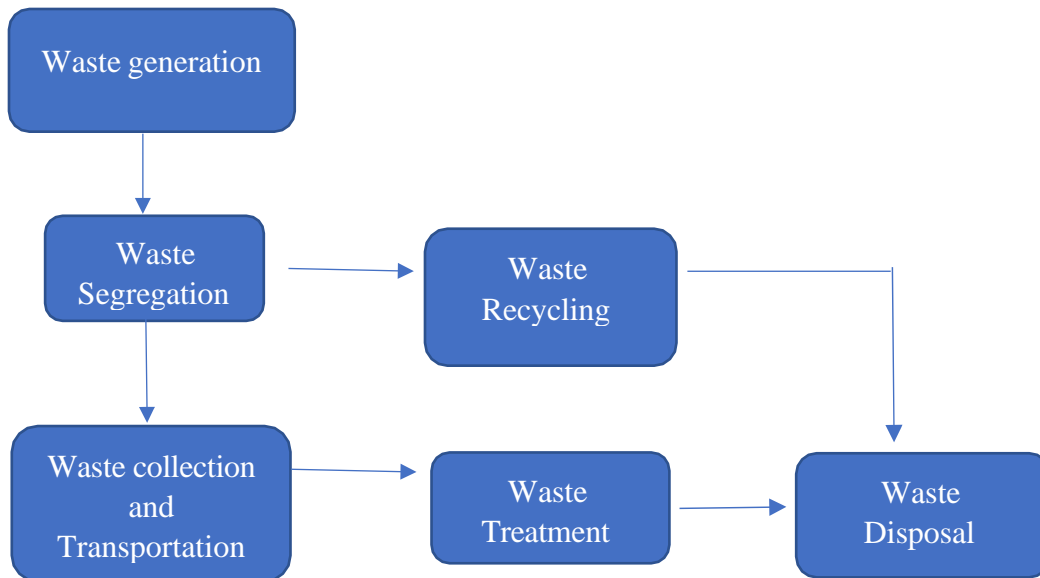 Waste generation
Waste
Segregation
Waste
Recycling
Waste collection
and
Transportation
Waste
Treatment
Waste
Disposal